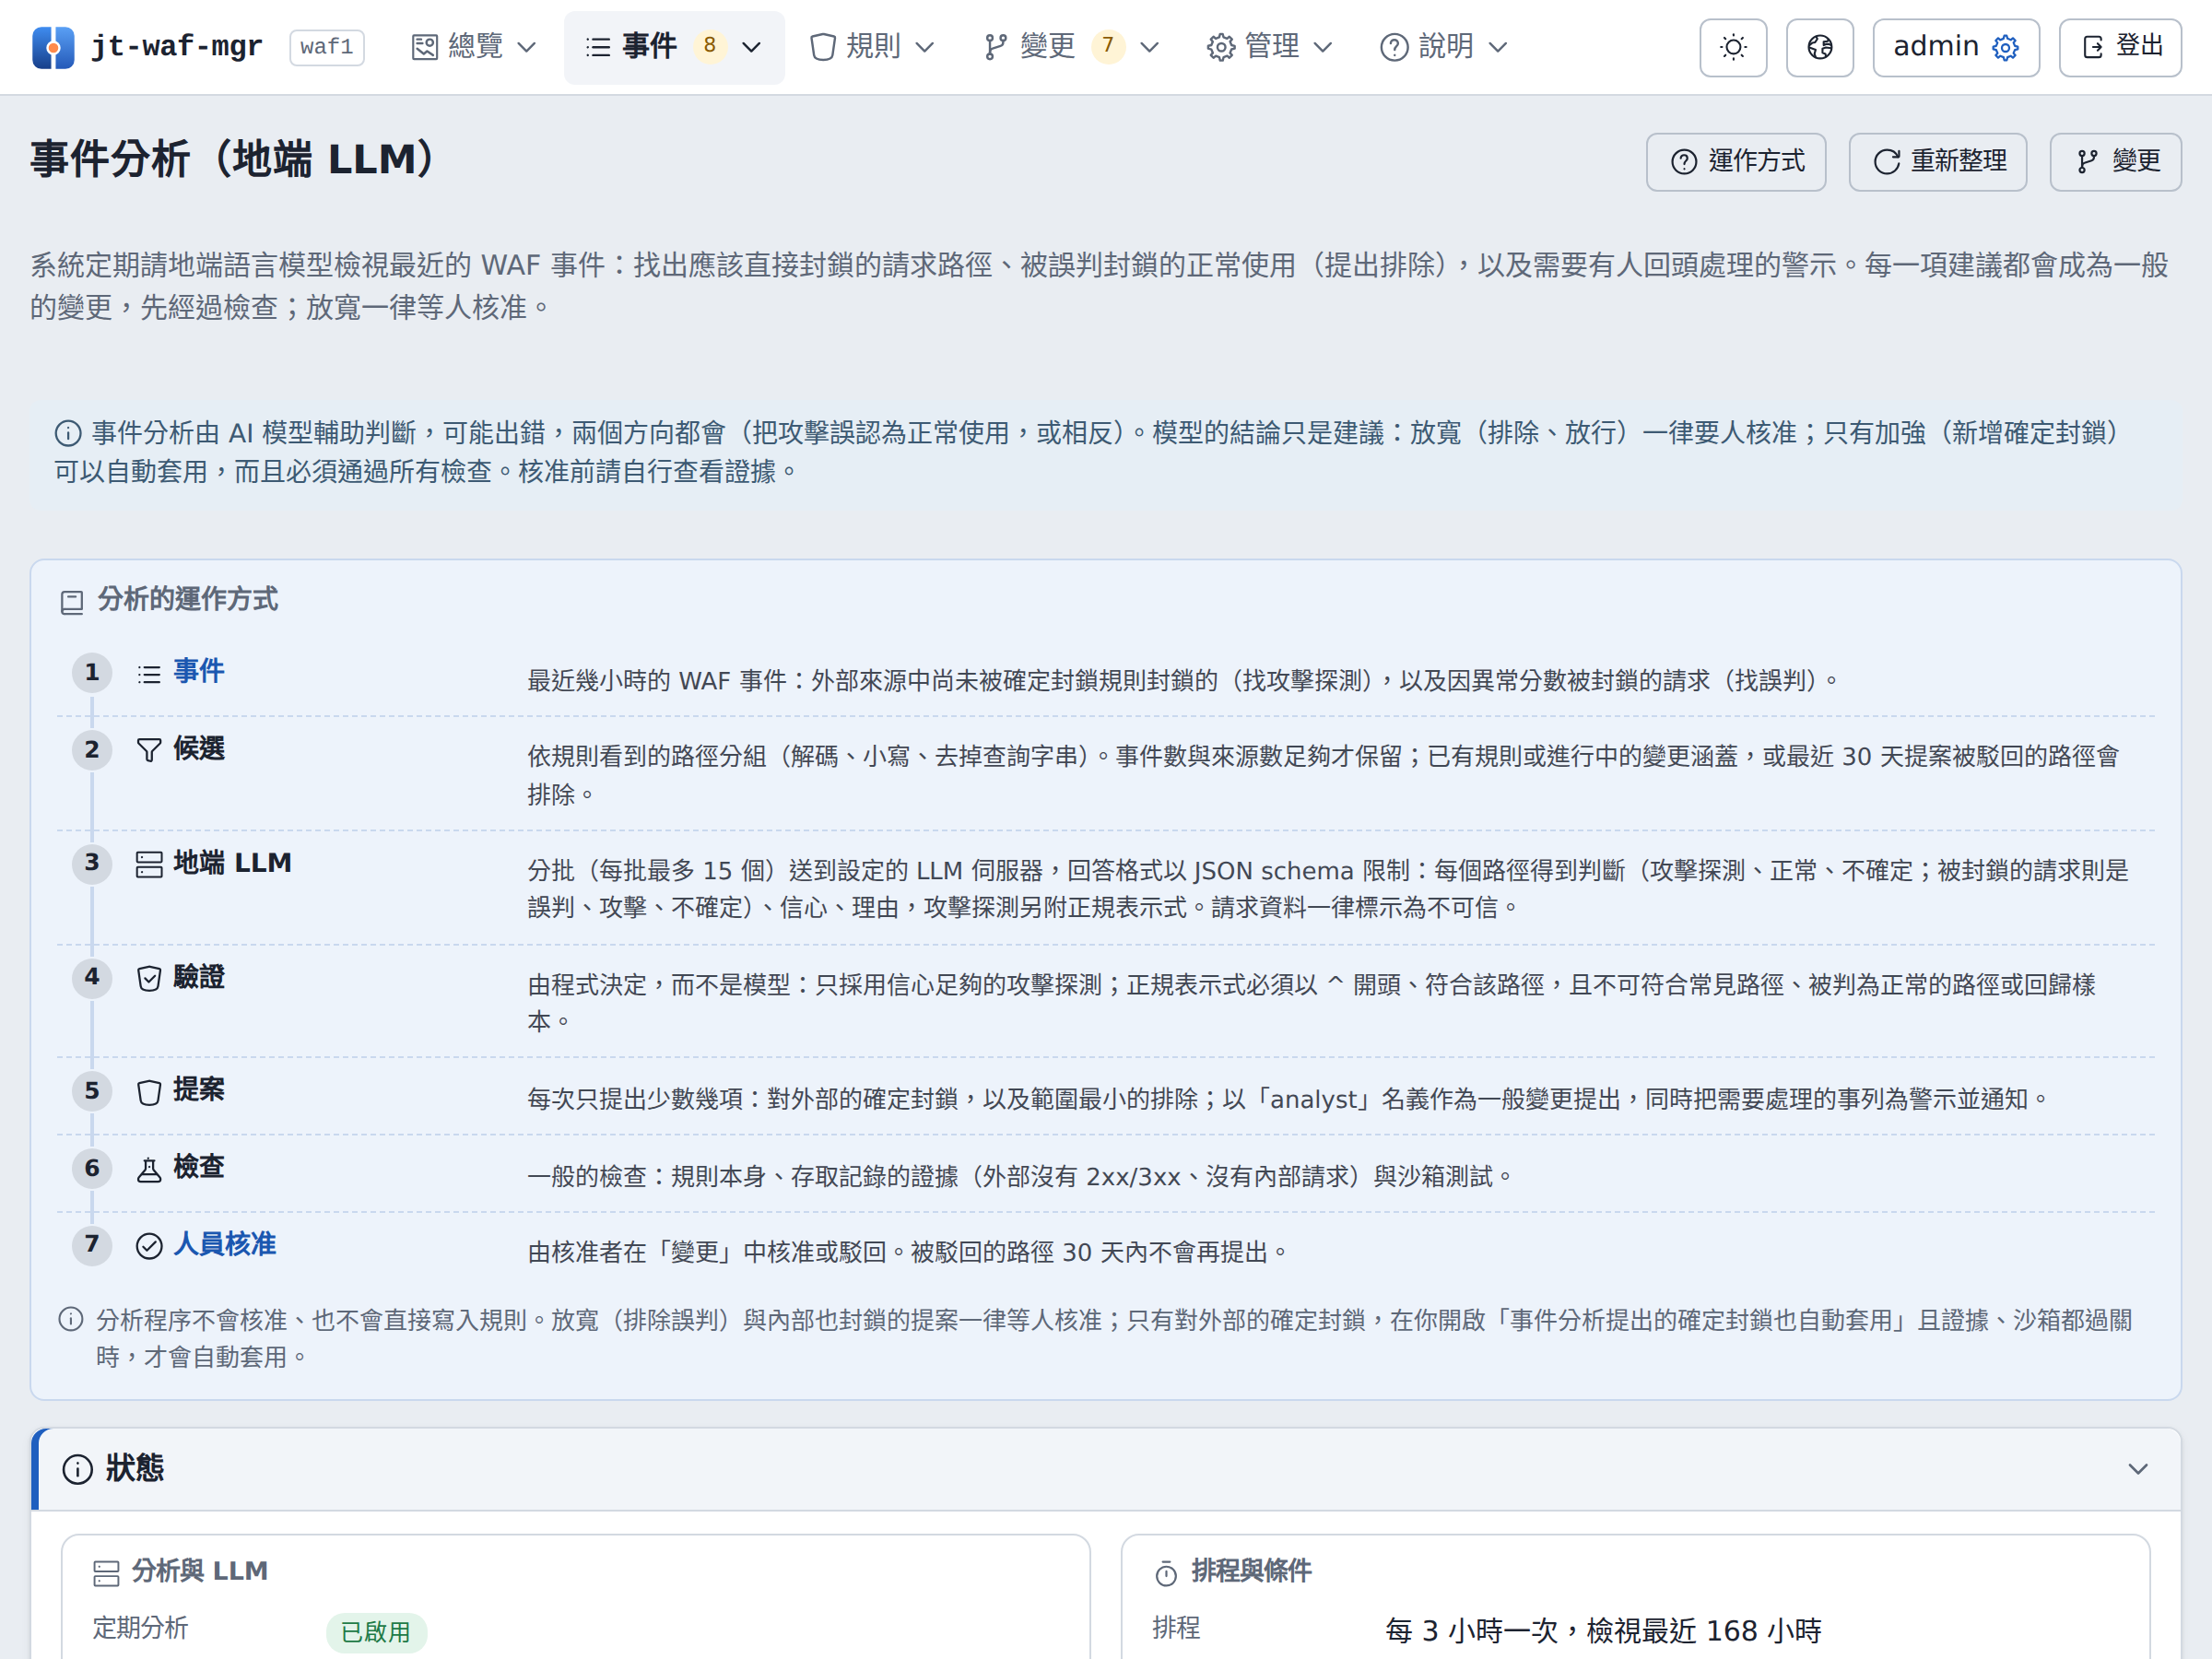 jt-waf-mgr waf1 總覽 事件 8 規則 變更 7 管理 說明 admin 登出
事件分析（地端 LLM） 運作方式 重新整理 變更
系統定期請地端語言模型檢視最近的 WAF 事件：找出應該直接封鎖的請求路徑、被誤判封鎖的正常使用（提出排除），以及需要有人回頭處理的警示。每一項建議都會成為一般
的變更，先經過檢查；放寬一律等人核准。
事件分析由 AI 模型輔助判斷，可能出錯，兩個方向都會（把攻擊誤認為正常使用，或相反）。模型的結論只是建議：放寬（排除、放行）一律要人核准；只有加強（新增確定封鎖）
可以自動套用，而且必須通過所有檢查。核准前請自行查看證據。
分析的運作方式
1 事件 最近幾小時的 WAF 事件：外部來源中尚未被確定封鎖規則封鎖的（找攻擊探測），以及因異常分數被封鎖的請求（找誤判）。
2 候選 依規則看到的路徑分組（解碼、小寫、去掉查詢字串）。事件數與來源數足夠才保留；已有規則或進行中的變更涵蓋，或最近 30 天提案被駁回的路徑會
排除。
3 地端 LLM 分批（每批最多 15 個）送到設定的 LLM 伺服器，回答格式以 JSON schema 限制：每個路徑得到判斷（攻擊探測、正常、不確定；被封鎖的請求則是
誤判、攻擊、不確定）、信心、理由，攻擊探測另附正規表示式。請求資料一律標示為不可信。
4 驗證 由程式決定，而不是模型：只採用信心足夠的攻擊探測；正規表示式必須以 ^ 開頭、符合該路徑，且不可符合常見路徑、被判為正常的路徑或回歸樣
本。
5 提案 每次只提出少數幾項：對外部的確定封鎖，以及範圍最小的排除；以「analyst」名義作為一般變更提出，同時把需要處理的事列為警示並通知。
6 檢查 一般的檢查：規則本身、存取記錄的證據（外部沒有 2xx/3xx、沒有內部請求）與沙箱測試。
7 人員核准 由核准者在「變更」中核准或駁回。被駁回的路徑 30 天內不會再提出。
分析程序不會核准、也不會直接寫入規則。放寬（排除誤判）與內部也封鎖的提案一律等人核准；只有對外部的確定封鎖，在你開啟「事件分析提出的確定封鎖也自動套用」且證據、沙箱都過關
時，才會自動套用。
狀態
分析與 LLM 排程與條件
定期分析 已啟用 排程 每 3 小時一次，檢視最近 168 小時